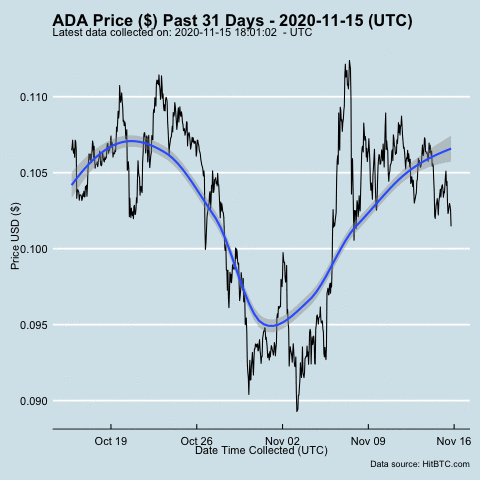 ADA Price ($) Past 31 Days - 2020-11-15 (UTC)
Latest data collected on: 2020-11-15 18:01:02 - UTC
Price USD ($)
0.110
0.105
0.100
0.095
0.090
Oct 19 Oct 26 Nov 02 Nov 09 Nov 16
Date Time Collected (UTC)
Data source: HitBTC.com